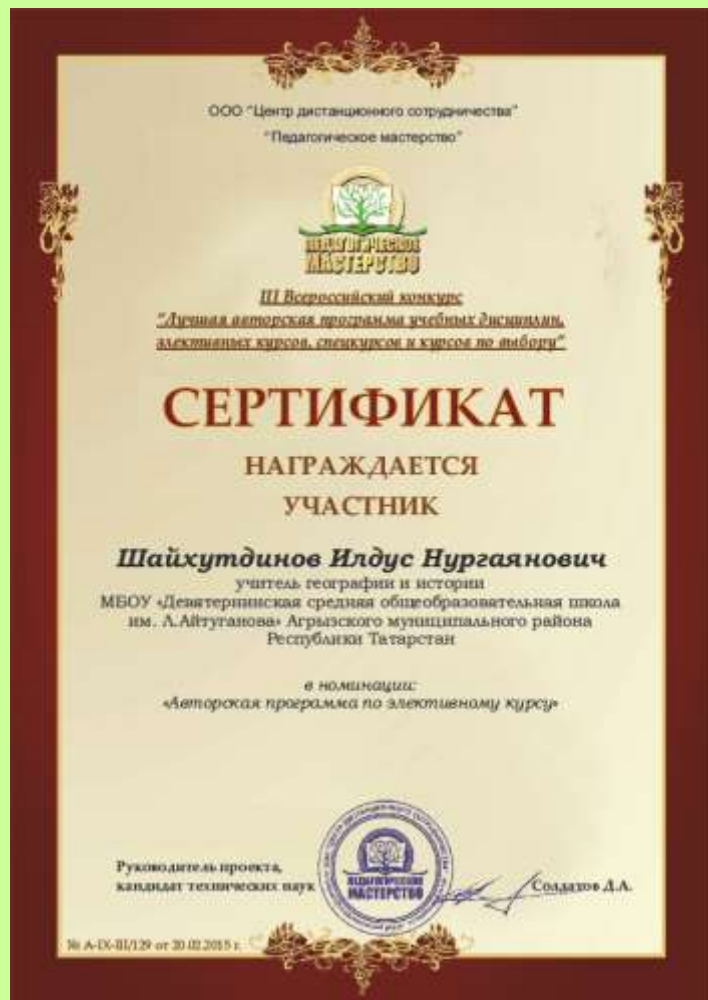 ООО "Центр дистанционного сотрудничества"
"Педагогическое мастерство"
ПЕДАГОГИЧЕСКОЕ
МАСТЕРСТВО
III Всероссийский конкурс
"Лучшая авторская программа учебных дисциплин,
элективных курсов, спецкурсов и курсов по выбору"
СЕРТИФИКАТ
НАГРАЖДАЕТСЯ
УЧАСТНИК
Шайхутдинов Илдус Нургаянович
учитель географии и истории
МБОУ «Девятернинская средняя общеобразовательная школа
им. Л.Айтуганова» Агрызского муниципального района
Республики Татарстан
в номинации:
«Авторская программа по элективному курсу»
Руководитель проекта,
кандидат технических наук
ПЕДАГОГИЧЕСКОЕ
МАСТЕРСТВО
Солдатов Д.А.
№ A-IX-III/129 от 20.02.2015 г.